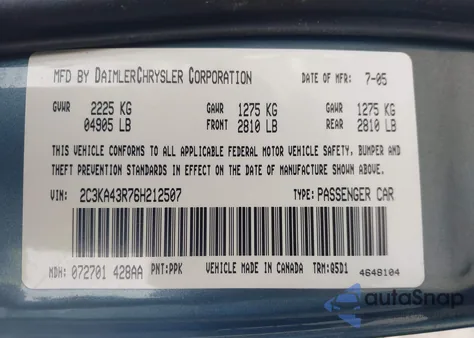 MFD BY DAIMLERCHRYSLER CORPORATION DATE OF MFR: 7-05
GVWR 2225 KG GAWR 1275 KG GAWR 1275 KG
04905 LB FRONT 2810 LB REAR 2810 LB
THIS VEHICLE CONFORMS TO ALL APPLICABLE FEDERAL MOTOR VEHICLE SAFETY, BUMPER AND
THEFT PREVENTION STANDARDS IN EFFECT ON THE DATE OF MANUFACTURE SHOWN ABOVE.
VIN: 2C3KA43R76H212507 TYPE: PASSENGER CAR
MDH: 072701 428AA PNT: PPK VEHICLE MADE IN CANADA TRM: Q5D1 4648104
autoSnap